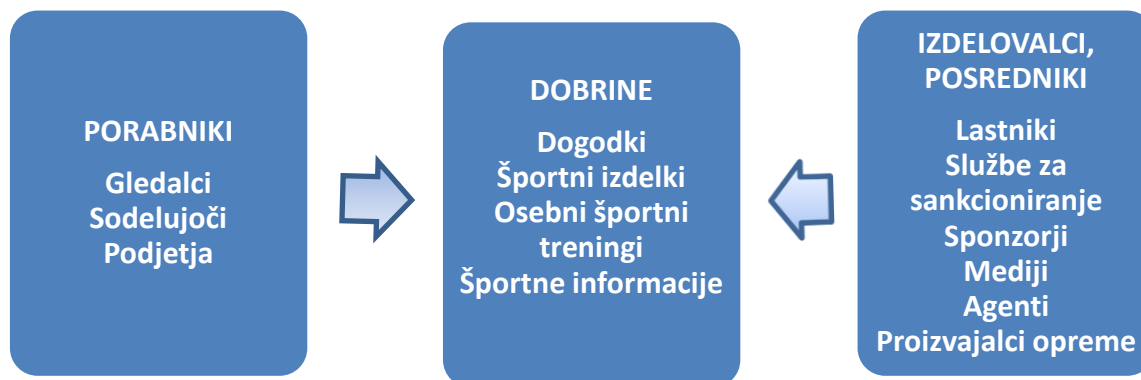 PORABNIKI
Gledalci
Sodelujoči
Podjetja
DOBRINE
Dogodki
Športni izdelki
Osebni športni
treningi
Športne informacije
IZDELOVALCI,
POSREDNIKI
Lastniki
Službe za
sankcioniranje
Sponzorji
Mediji
Agenti
Proizvajalci opreme